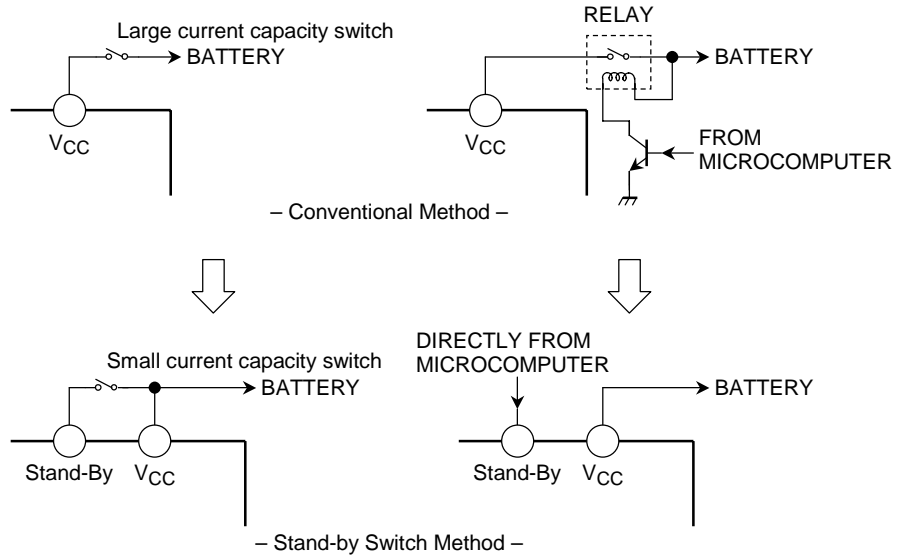 RELAY
Large current capacity switch
BATTERY
BATTERY
VCC
VCC
FROM
MICROCOMPUTER
– Conventional Method –
DIRECTLY FROM
MICROCOMPUTER
Small current capacity switch
BATTERY
BATTERY
Stand-By
VCC
Stand-By
VCC
– Stand-by Switch Method –